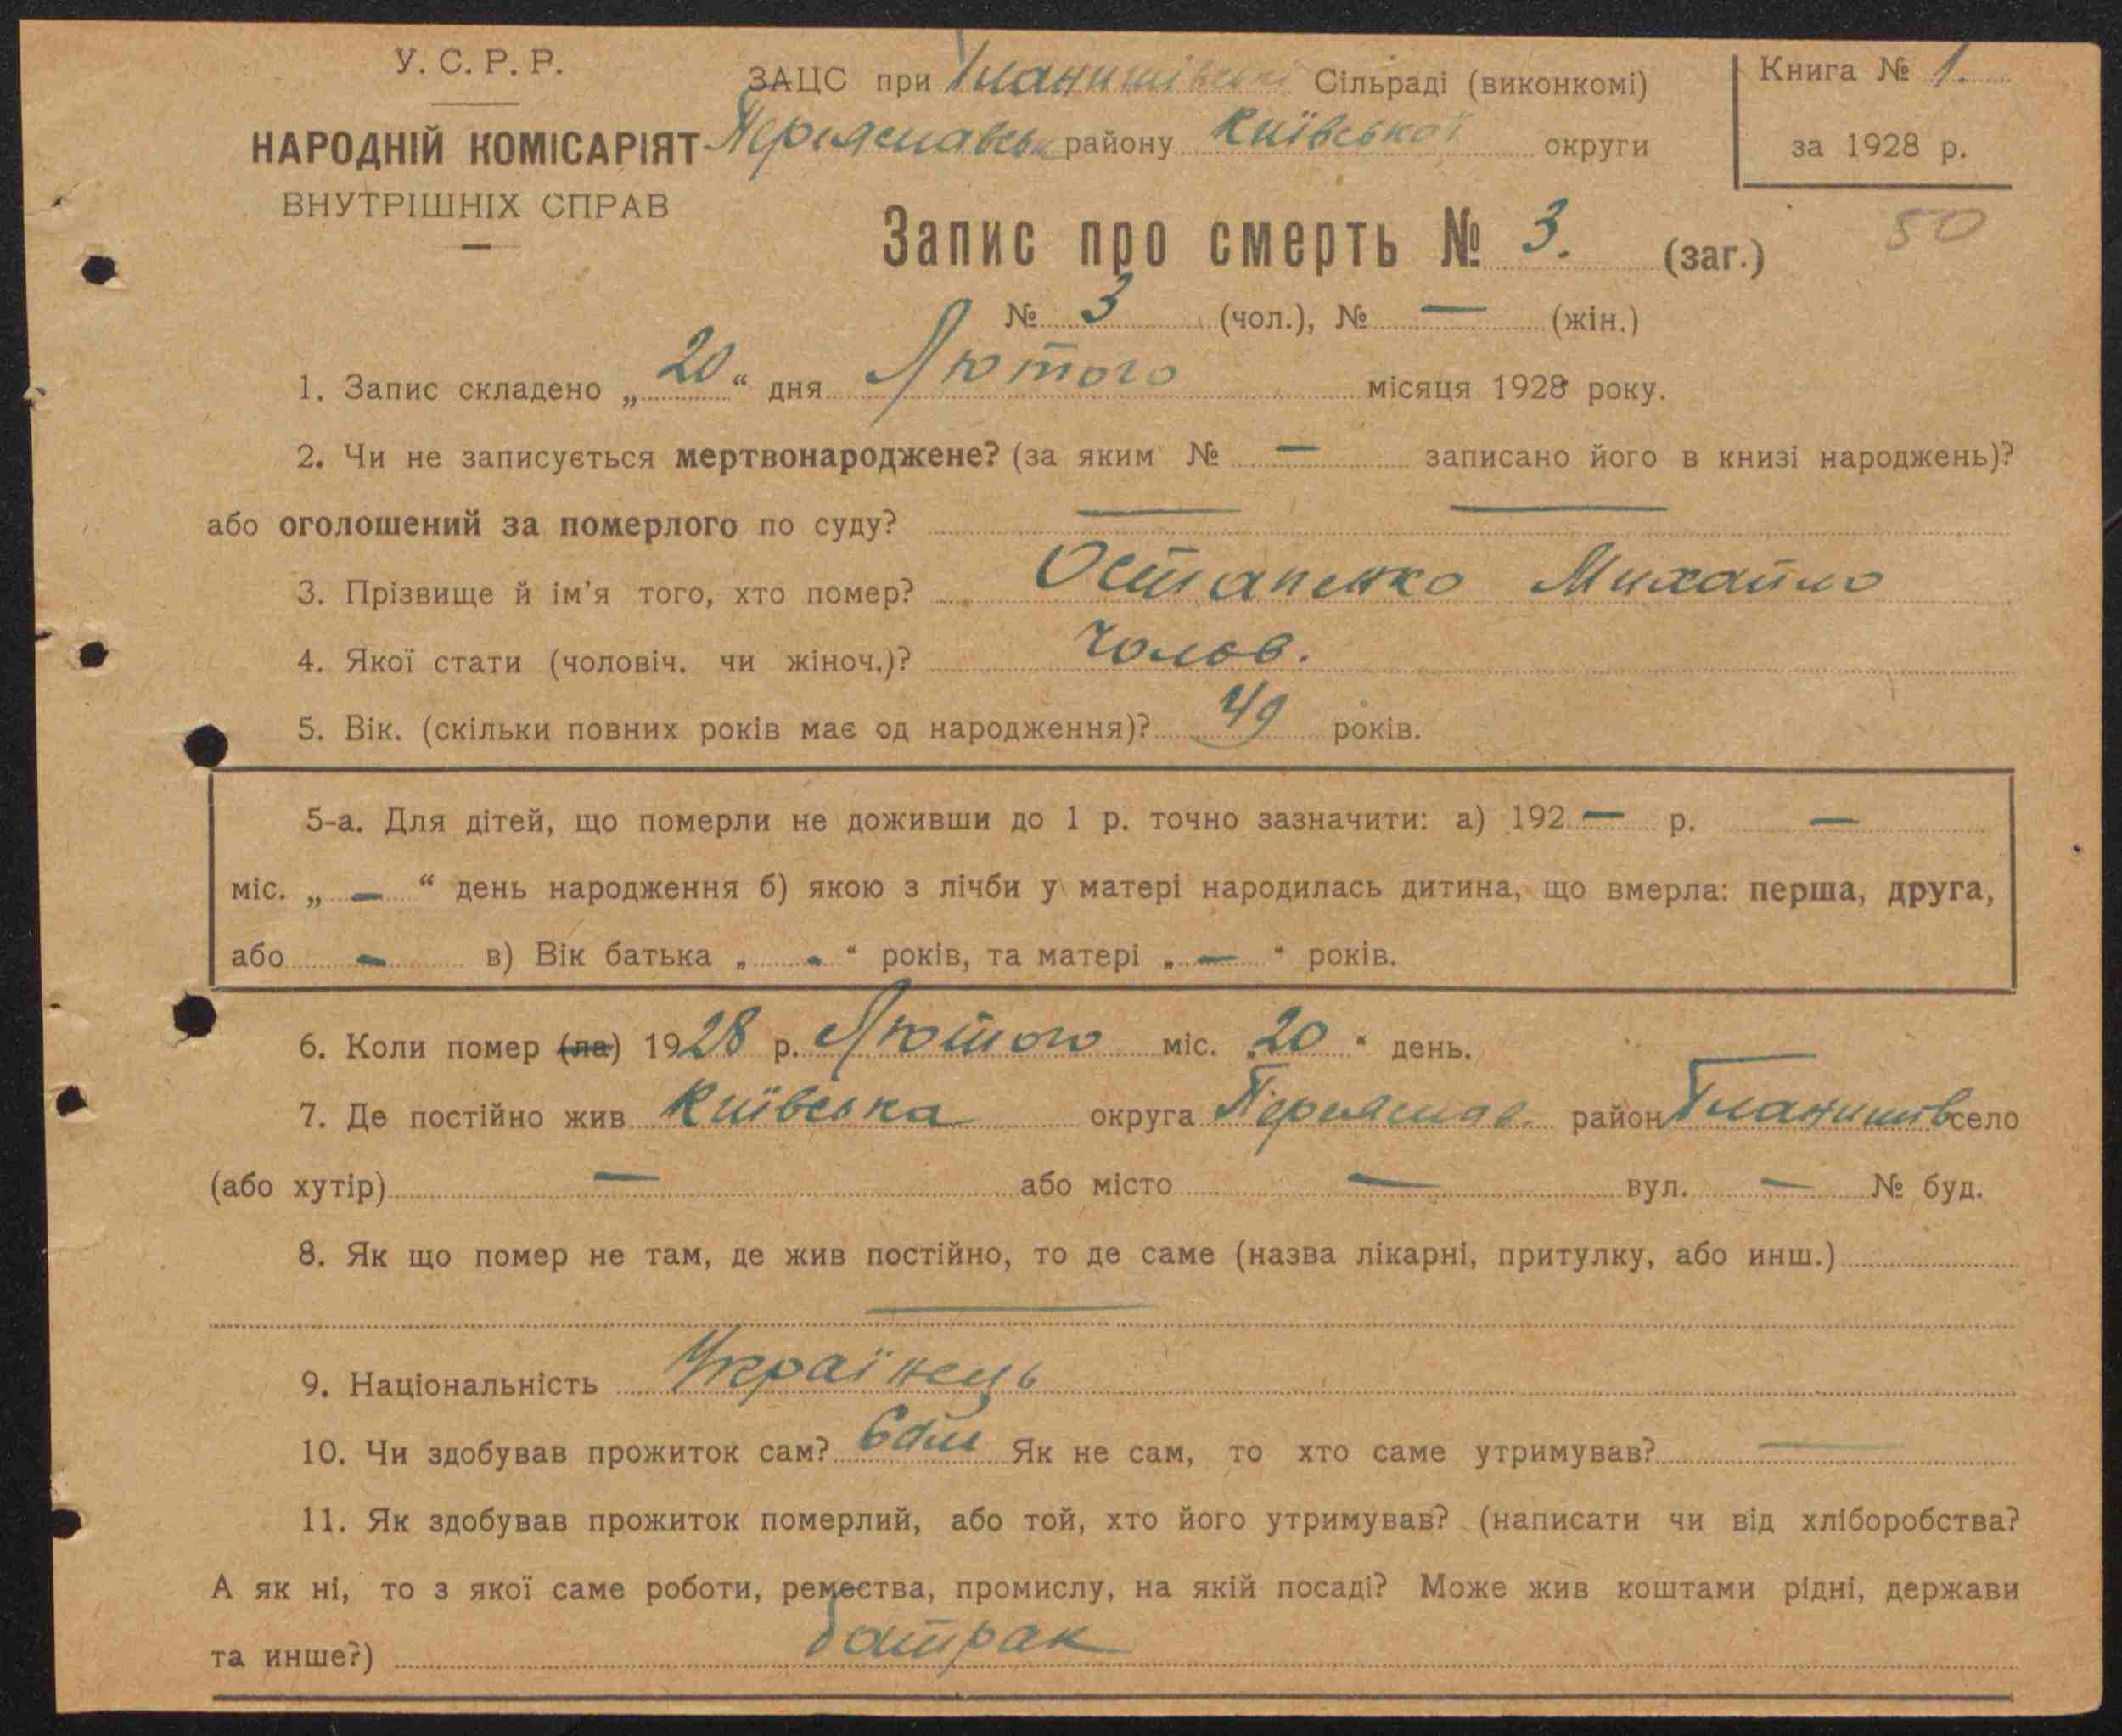 У. С. Р. Р.
НАРОДНІЙ КОМІСАРІЯТ
ВНУТРІШНІХ СПРАВ
ЗАЦС при Гланишівськ Сільраді (виконкомі)
Переяславськ району Київської округи
Книга № 1.
за 1928 р.
50
Запис про смерть № 3. (заг.)
№ 3 (чол.), № — (жін.)
1. Запис складено „20“ дня Лютого місяця 1928 року.
2. Чи не записується мертвонароджене? (за яким № — записано його в книзі народжень)?
або оголошений за померлого по суду? — —
3. Прізвище й ім'я того, хто помер? Остапенко Михайло
4. Якої стати (чоловіч. чи жіноч.)? Чолов.
5. Вік. (скільки повних років має од народження)? 49 років.
5-а. Для дітей, що померли не доживши до 1 р. точно зазначити: а) 192 — р. —
міс. „ — “ день народження б) якою з лічби у матері народилась дитина, що вмерла: перша, друга,
або — в) Вік батька „ - “ років, та матері „ — “ років.
6. Коли помер (ла) 1928 р. Лютого міс. „20“ день.
7. Де постійно жив Київська округа Переяслав. район Гланишів село
(або хутір) — або місто — вул. — № буд.
8. Як що помер не там, де жив постійно, то де саме (назва лікарні, притулку, або инш.)
—
9. Національність Українець
10. Чи здобував прожиток сам? Сам Як не сам, то хто саме утримував? —
11. Як здобував прожиток померлий, або той, хто його утримував? (написати чи від хліборобства?
А як ні, то з якої саме роботи, ремества, промислу, на якій посаді? Може жив коштами рідні, держави
та инше?) батрак